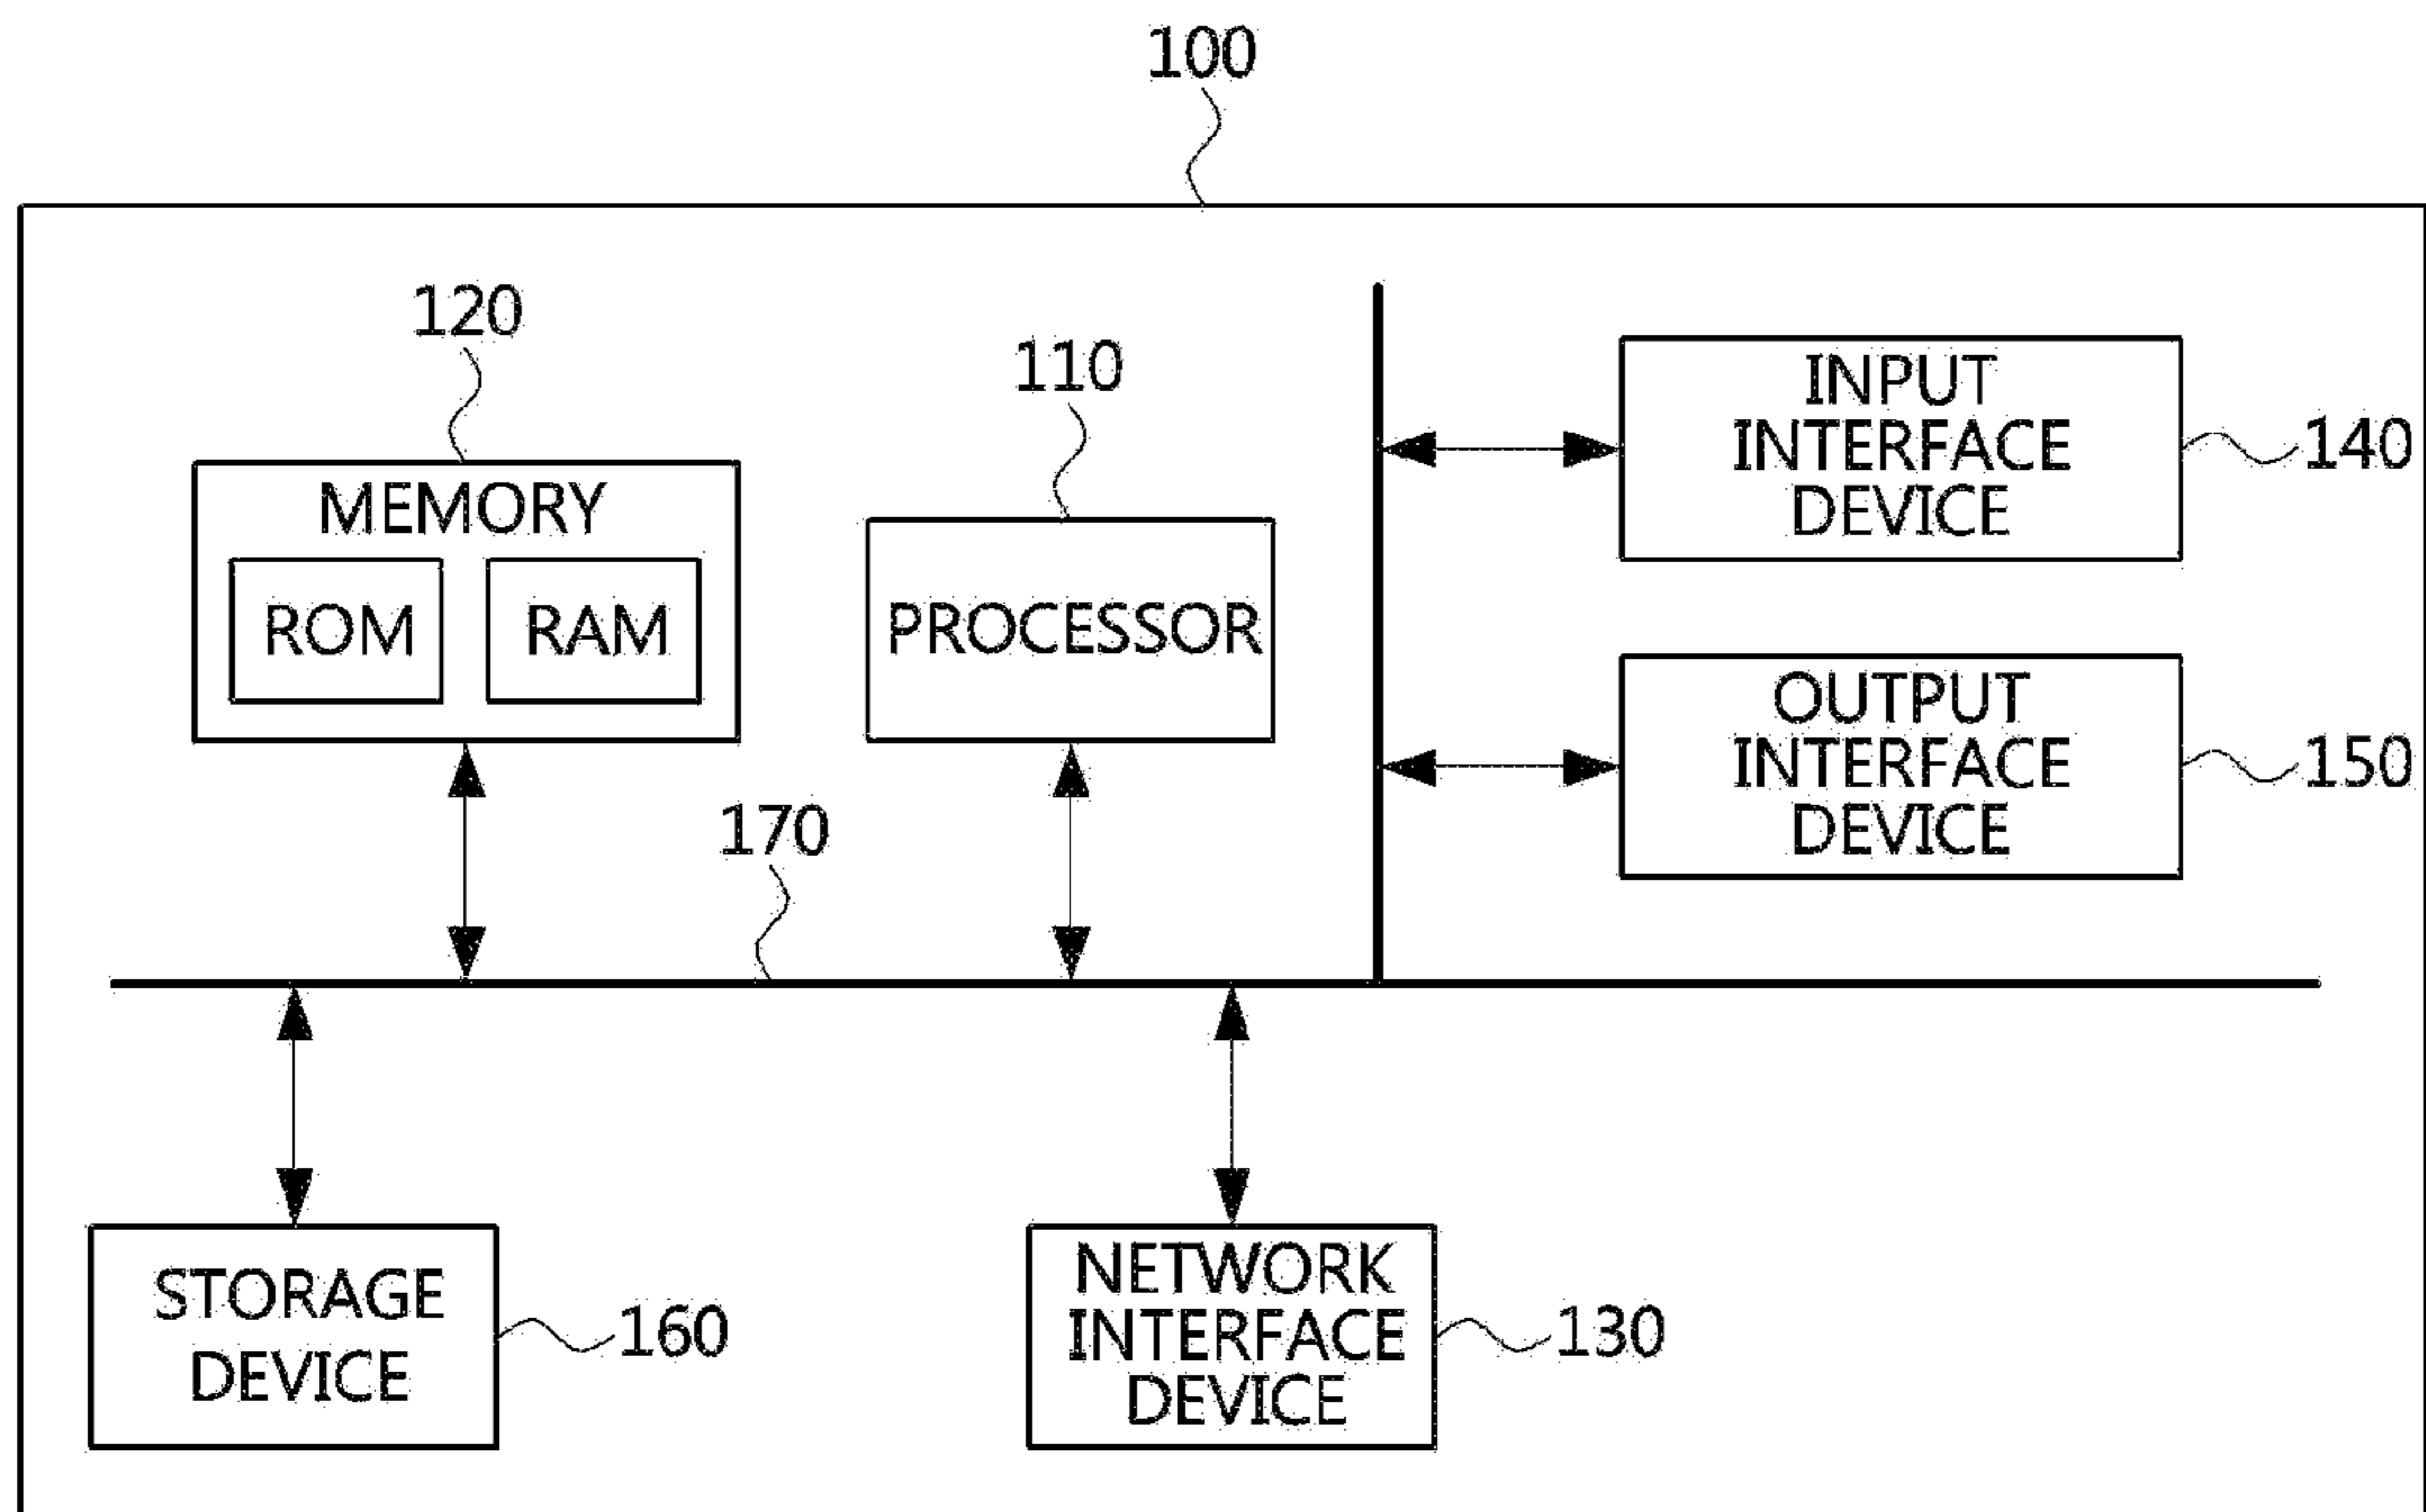 100
120
110
MEMORY
ROM
RAM
PROCESSOR
INPUT
INTERFACE
DEVICE
140
OUTPUT
INTERFACE
DEVICE
150
170
STORAGE
DEVICE
160
NETWORK
INTERFACE
DEVICE
130